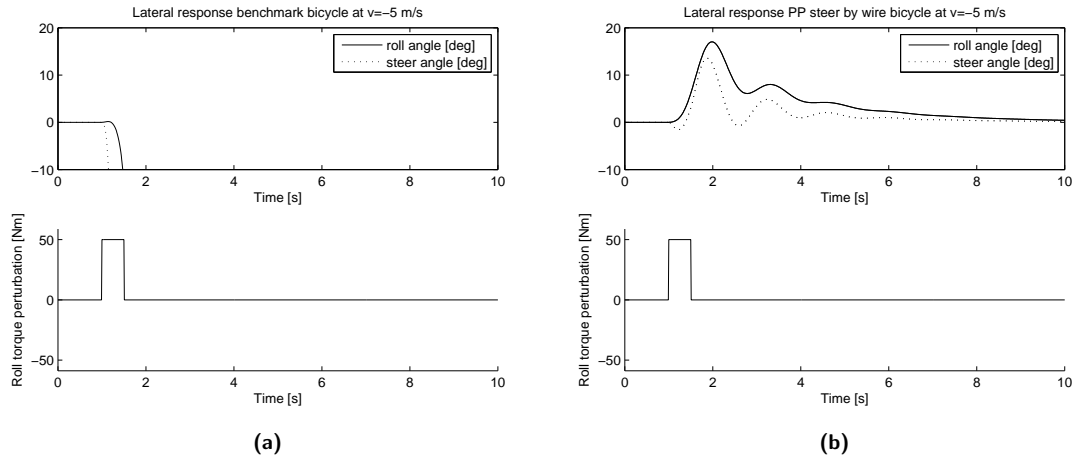 Lateral response benchmark bicycle at v=−5 m/s
20
10
0
−10
roll angle [deg]
steer angle [deg]
0 2 4 6 8 10
Time [s]
Roll torque perturbation [Nm]
50
0
−50
0 2 4 6 8 10
Time [s]
(a)
Lateral response PP steer by wire bicycle at v=−5 m/s
20
10
0
−10
roll angle [deg]
steer angle [deg]
0 2 4 6 8 10
Time [s]
Roll torque perturbation [Nm]
50
0
−50
0 2 4 6 8 10
Time [s]
(b)